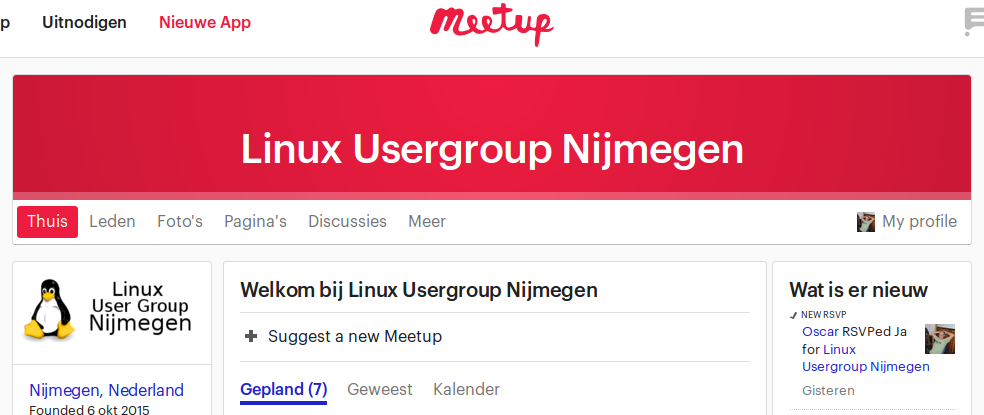 p Uitnodigen Nieuwe App
Meetup
Linux Usergroup Nijmegen
Thuis Leden Foto's Pagina's Discussies Meer My profile
Linux
User Group
Nijmegen
Nijmegen, Nederland
Founded 6 okt 2015
Welkom bij Linux Usergroup Nijmegen
Suggest a new Meetup
Gepland (7) Geweest Kalender
Wat is er nieuw
NEW RSVP
Oscar RSVPed Ja
for Linux
Usergroup Nijmegen
Gisteren